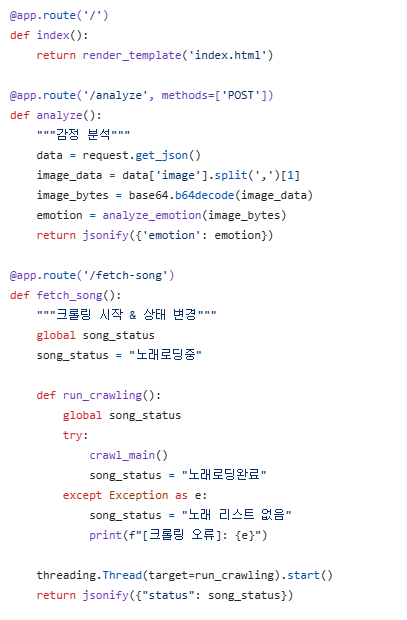 @app.route('/')
def index():
    return render_template('index.html')

@app.route('/analyze', methods=['POST'])
def analyze():
    """감정 분석"""
    data = request.get_json()
    image_data = data['image'].split(',')[1]
    image_bytes = base64.b64decode(image_data)
    emotion = analyze_emotion(image_bytes)
    return jsonify({'emotion': emotion})

@app.route('/fetch-song')
def fetch_song():
    """크롤링 시작 & 상태 변경"""
    global song_status
    song_status = "노래로딩중"

    def run_crawling():
        global song_status
        try:
            crawl_main()
            song_status = "노래로딩완료"
        except Exception as e:
            song_status = "노래 리스트 없음"
            print(f"[크롤링 오류]: {e}")

    threading.Thread(target=run_crawling).start()
    return jsonify({"status": song_status})